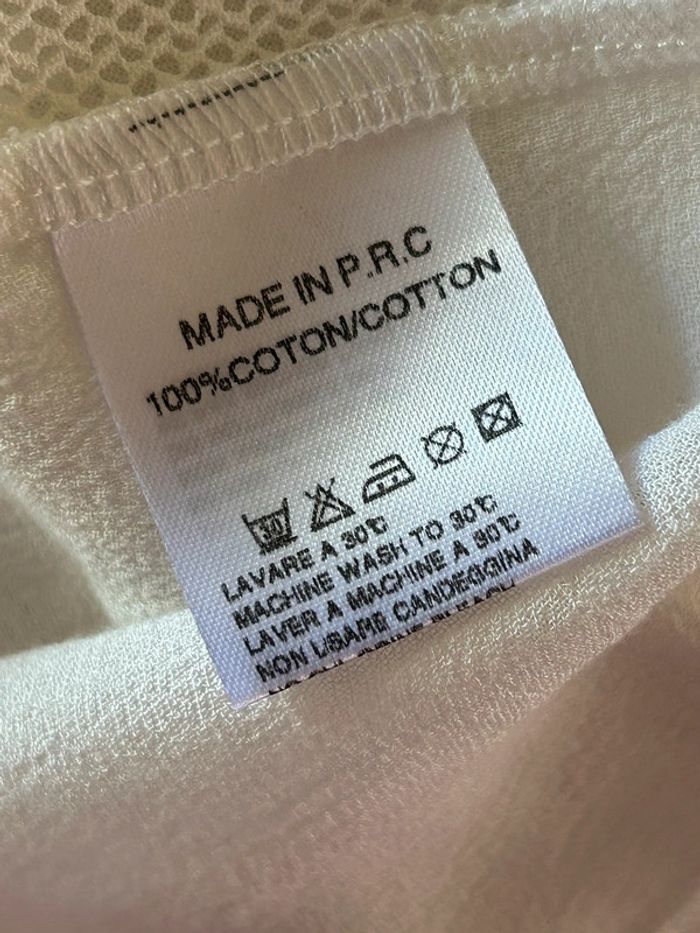 MADE IN P.R.C
100%COTON/COTTON
30
LAVARE A 30℃
MACHINE WASH TO 30℃
LAVER A MACHINE A 30℃
NON USARE CANDEGGINA